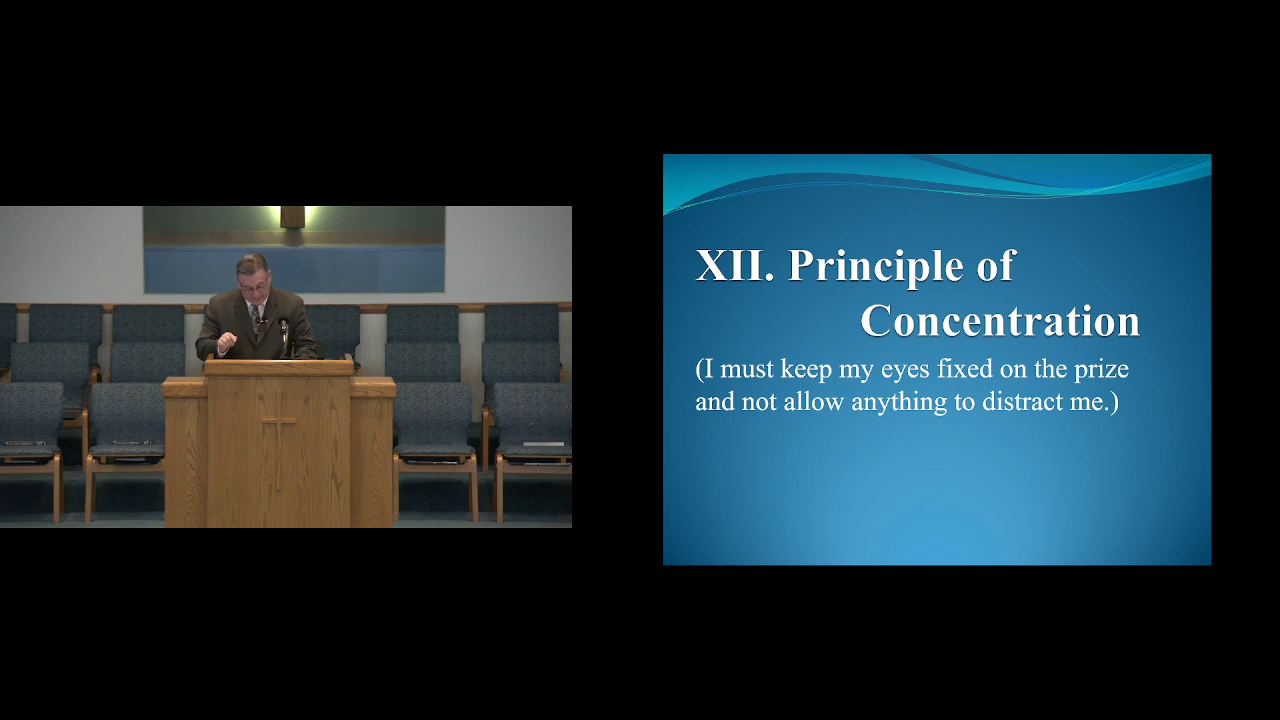 XII. Principle of
Concentration
(I must keep my eyes fixed on the prize
and not allow anything to distract me.)